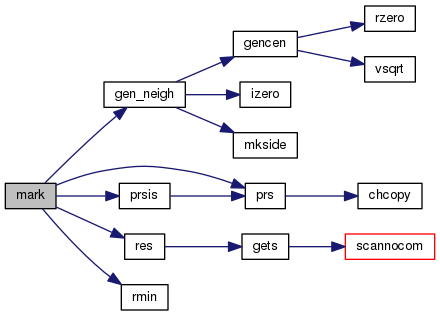 rzero
gencen
vsqrt
gen_neigh
izero
mkside
mark
prsis
prs
chcopy
res
gets
scannocom
rmin